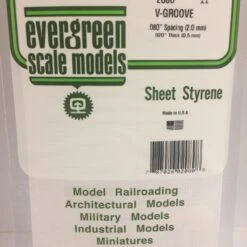 V-GROOVE
.080" Spacing (2.0 mm)
.020" Thick (0.5 mm)
evergreen
scale models
Sheet Styrene
Made in U.S.A
Model Railroading
Architectural Models
Military Models
Industrial Models
Miniatures